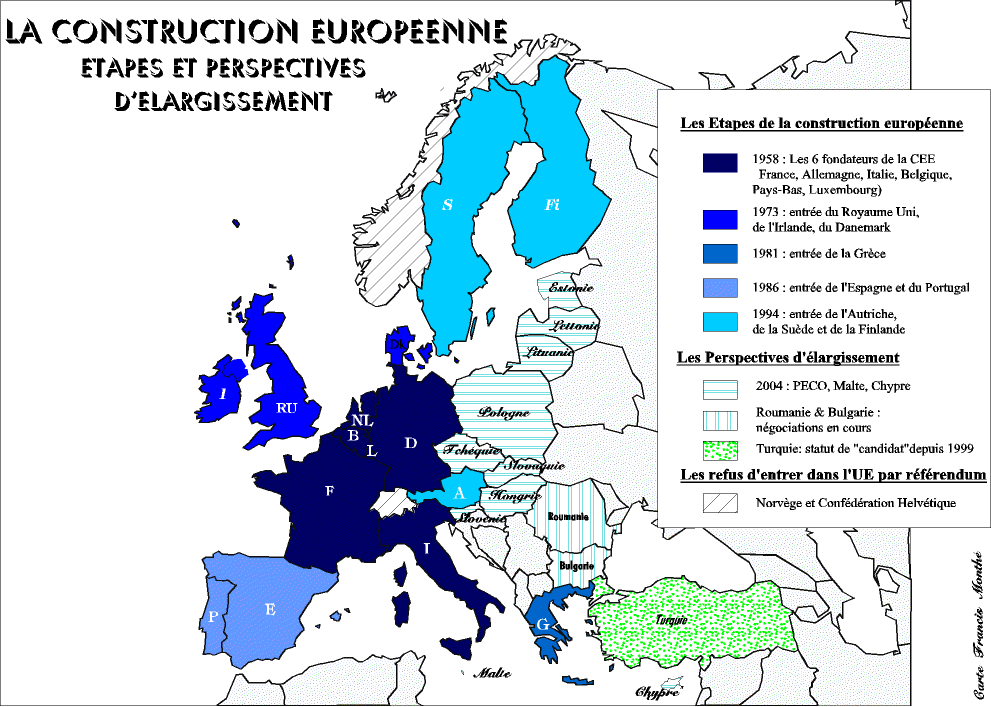 LA CONSTRUCTION EUROPEENNE
ETAPES ET PERSPECTIVES
D'ELARGISSEMENT
Les Etapes de la construction européenne
1958 : Les 6 fondateurs de la CEE
France, Allemagne, Italie, Belgique,
Pays-Bas, Luxembourg)
1973 : entrée du Royaume Uni,
de l'Irlande, du Danemark
1981 : entrée de la Grèce
1986 : entrée de l'Espagne et du Portugal
1994 : entrée de l'Autriche,
de la Suède et de la Finlande
Les Perspectives d'élargissement
2004 : PECO, Malte, Chypre
Roumanie & Bulgarie :
négociations en cours
Turquie: statut de "candidat"depuis 1999
Les refus d'entrer dans l'UE par référendum
Norvège et Confédération Helvétique
S
Fi
Estonie
Lettonie
Lituanie
Dk
I
RU
NL
B
L
D
Pologne
Tchéquie
Slovaquie
F
A
Hongrie
Slovenie
Roumanie
I
Bulgarie
P
E
G
Turquie
Malte
Chypre
Carte Francis Monthé